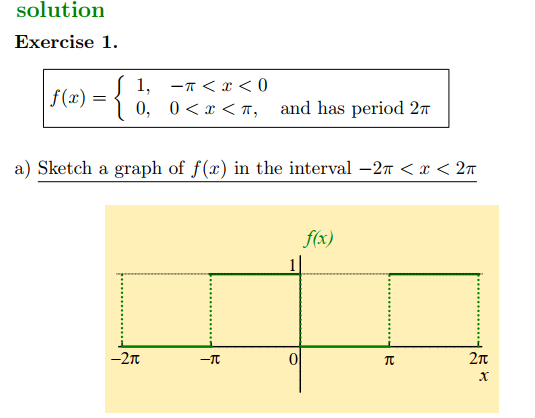 solution
Exercise 1.
f(x) = { 1, −π < x < 0
0, 0 < x < π, and has period 2π
a) Sketch a graph of f(x) in the interval −2π < x < 2π
f(x)
1
−2π −π 0 π 2π
x